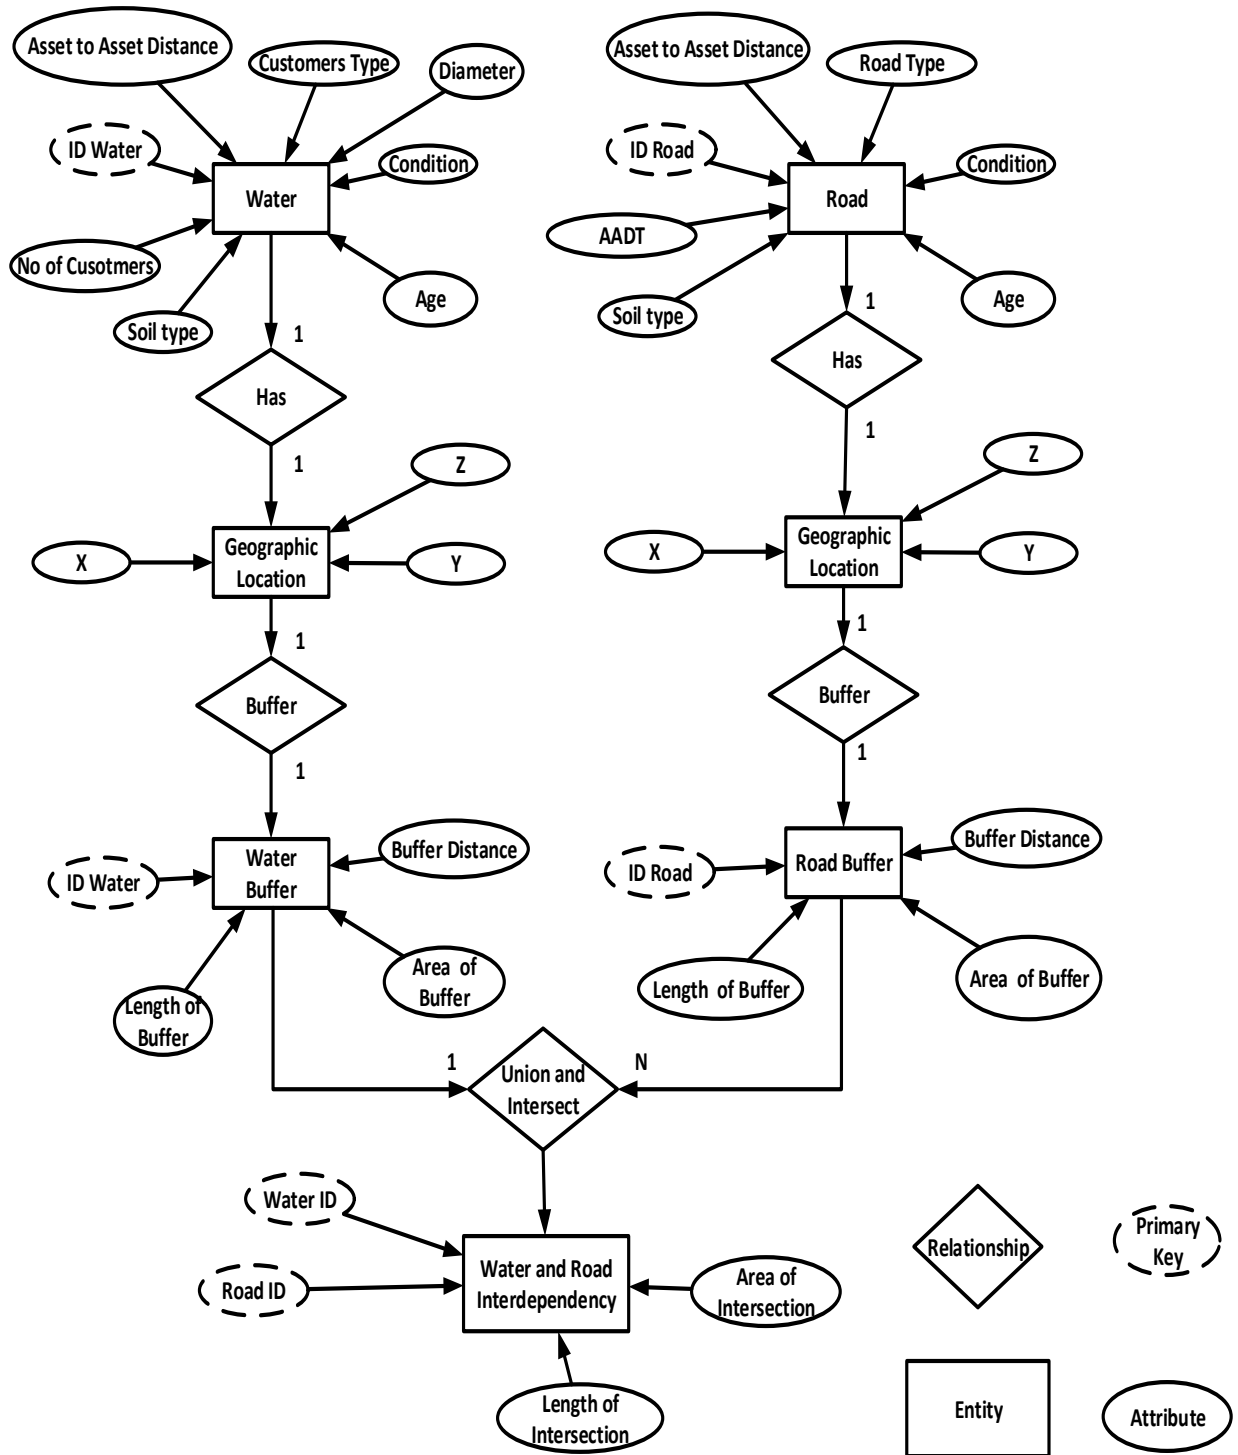 Asset to Asset Distance
Customers Type
Diameter
ID Water
Condition
Water
No of Cusotmers
Soil type
Age
1
Has
1
Z
X
Geographic
Location
Y
1
Buffer
1
Buffer Distance
ID Water
Water
Buffer
Length of
Buffer
Area of
Buffer
Asset to Asset Distance
Road Type
ID Road
Condition
Road
AADT
Soil type
Age
1
Has
1
Z
X
Geographic
Location
Y
1
Buffer
1
Buffer Distance
ID Road
Road Buffer
Length of Buffer
Area of Buffer
1
N
Union and
Intersect
Water ID
Road ID
Water and Road
Interdependency
Area of
Intersection
Length of
Intersection
Relationship
Primary
Key
Entity
Attribute